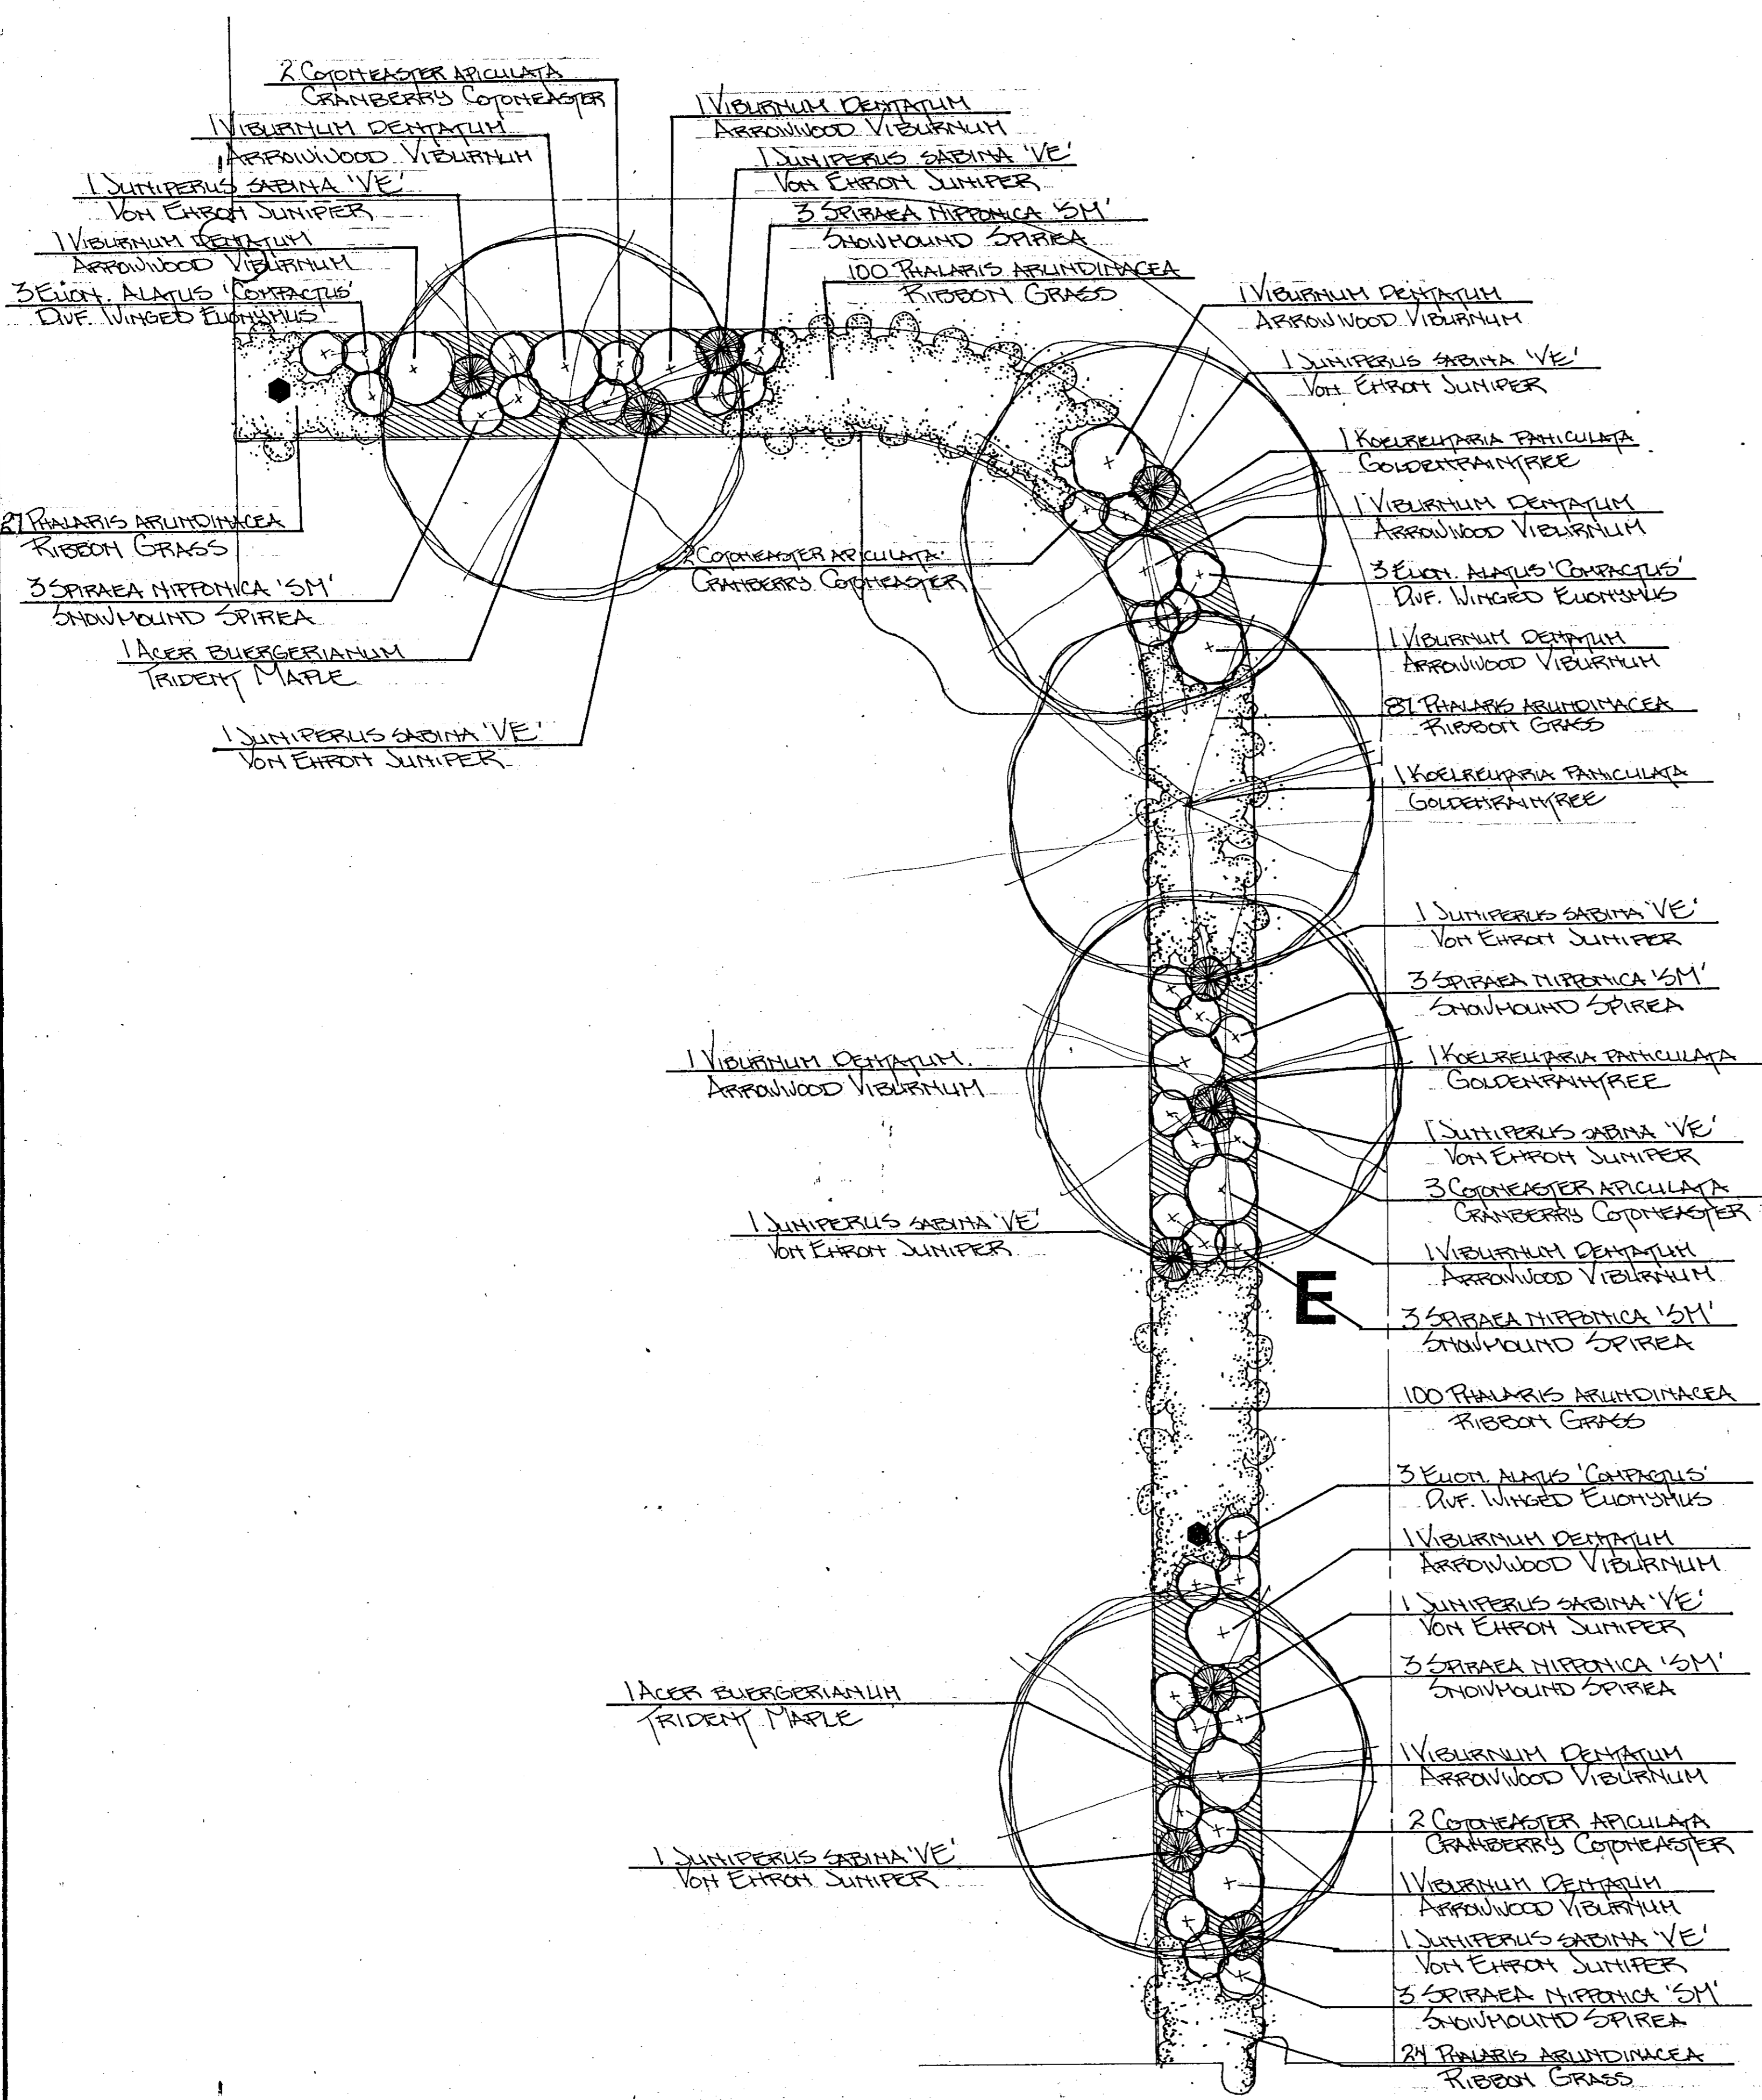 2 COTONEASTER APICULATA
CRANBERRY COTONEASTER
1 VIBURNUM DENTATUM
ARROWWOOD VIBURNUM
1 JUNIPERUS SABINA 'VE'
VON EHRON JUNIPER
1 VIBURNUM DENTATUM
ARROWWOOD VIBURNUM
3 EUON. ALATUS 'COMPACTUS'
DWF. WINGED EUONYMUS
1 VIBURNUM DENTATUM
ARROWWOOD VIBURNUM
1 JUNIPERUS SABINA 'VE'
VON EHRON JUNIPER
3 SPIRAEA NIPPONICA 'SM'
SNOWMOUND SPIREA
100 PHALARIS ARUNDINACEA
RIBBON GRASS
27 PHALARIS ARUNDINACEA
RIBBON GRASS
3 SPIRAEA NIPPONICA 'SM'
SNOWMOUND SPIREA
1 ACER BUERGERIANUM
TRIDENT MAPLE
1 JUNIPERUS SABINA 'VE'
VON EHRON JUNIPER
2 COTONEASTER APICULATA
CRANBERRY COTONEASTER
1 VIBURNUM DENTATUM
ARROWWOOD VIBURNUM
1 JUNIPERUS SABINA 'VE'
VON EHRON JUNIPER
1 KOELREUTARIA PANICULATA
GOLDENRAINTREE
1 VIBURNUM DENTATUM
ARROWWOOD VIBURNUM
3 EUON. ALATUS 'COMPACTUS'
DWF. WINGED EUONYMUS
1 VIBURNUM DENTATUM
ARROWWOOD VIBURNUM
87 PHALARIS ARUNDINACEA
RIBBON GRASS
1 KOELREUTARIA PANICULATA
GOLDENRAINTREE
1 JUNIPERUS SABINA 'VE'
VON EHRON JUNIPER
3 SPIRAEA NIPPONICA 'SM'
SNOWMOUND SPIREA
1 VIBURNUM DENTATUM
ARROWWOOD VIBURNUM
1 KOELREUTARIA PANICULATA
GOLDENRAINTREE
1 JUNIPERUS SABINA 'VE'
VON EHRON JUNIPER
3 COTONEASTER APICULATA
CRANBERRY COTONEASTER
1 JUNIPERUS SABINA 'VE'
VON EHRON JUNIPER
1 VIBURNUM DENTATUM
ARROWWOOD VIBURNUM
E
3 SPIRAEA NIPPONICA 'SM'
SNOWMOUND SPIREA
100 PHALARIS ARUNDINACEA
RIBBON GRASS
3 EUON. ALATUS 'COMPACTUS'
DWF. WINGED EUONYMUS
1 VIBURNUM DENTATUM
ARROWWOOD VIBURNUM
1 JUNIPERUS SABINA 'VE'
VON EHRON JUNIPER
3 SPIRAEA NIPPONICA 'SM'
SNOWMOUND SPIREA
1 ACER BUERGERIANUM
TRIDENT MAPLE
1 VIBURNUM DENTATUM
ARROWWOOD VIBURNUM
2 COTONEASTER APICULATA
CRANBERRY COTONEASTER
1 JUNIPERUS SABINA 'VE'
VON EHRON JUNIPER
1 VIBURNUM DENTATUM
ARROWWOOD VIBURNUM
1 JUNIPERUS SABINA 'VE'
VON EHRON JUNIPER
3 SPIRAEA NIPPONICA 'SM'
SNOWMOUND SPIREA
24 PHALARIS ARUNDINACEA
RIBBON GRASS